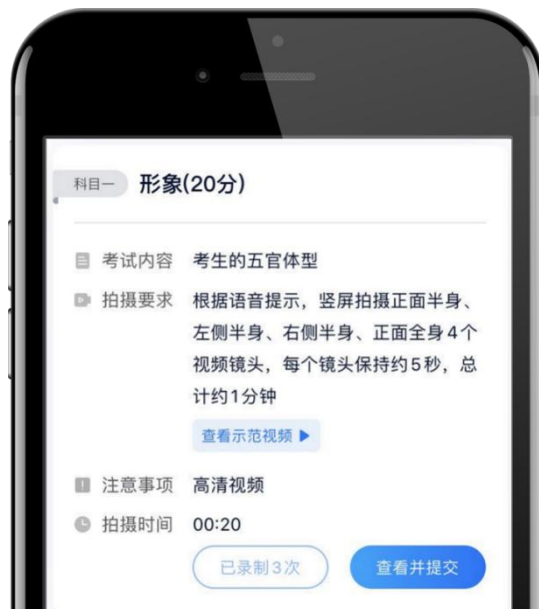 科目一 形象(20分)
考试内容 考生的五官体型
拍摄要求 根据语音提示，竖屏拍摄正面半身、
左侧半身、右侧半身、正面全身4个
视频镜头，每个镜头保持约5秒，总
计约1分钟
查看示范视频
注意事项 高清视频
拍摄时间 00:20
已录制3次 查看并提交